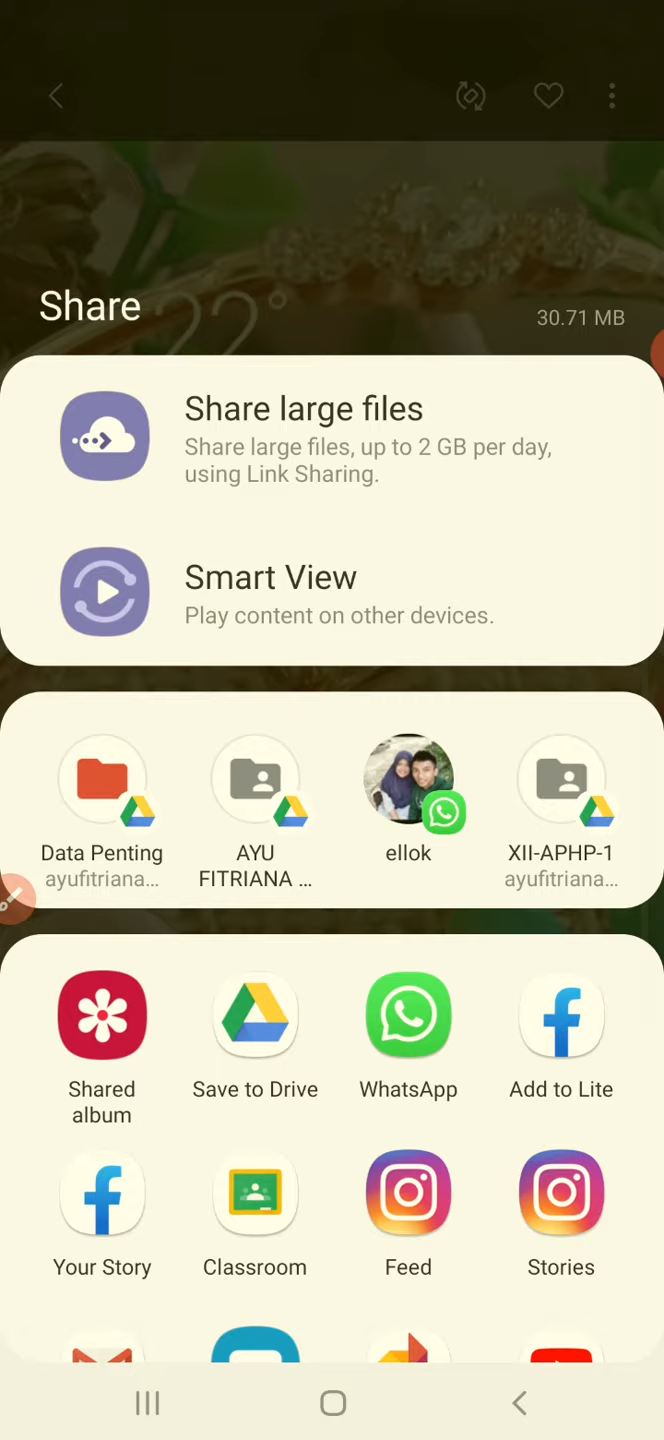 Share
22°
30.71 MB
Share large files
Share large files, up to 2 GB per day,
using Link Sharing.
Smart View
Play content on other devices.
Data Penting
ayufitriana...
AYU
FITRIANA ...
ellok
XII-APHP-1
ayufitriana...
Shared
album
Save to Drive
WhatsApp
Add to Lite
Your Story
Classroom
Feed
Stories